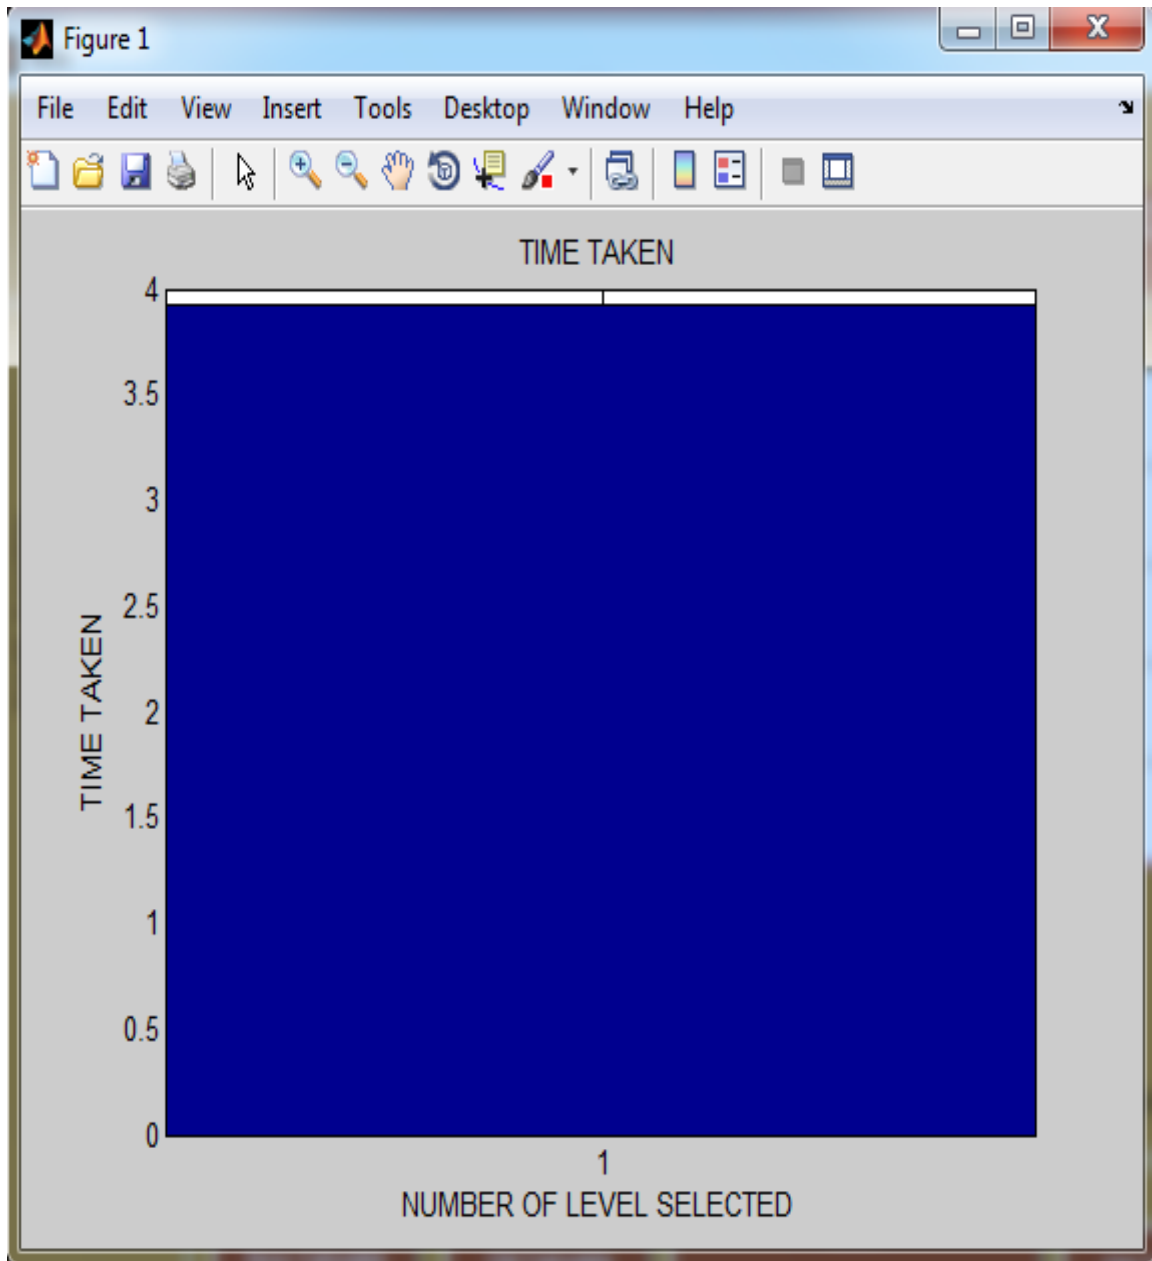 Figure 1
File Edit View Insert Tools Desktop Window Help
TIME TAKEN
4
3.5
3
2.5
2
1.5
1
0.5
0
TIME TAKEN
1
NUMBER OF LEVEL SELECTED